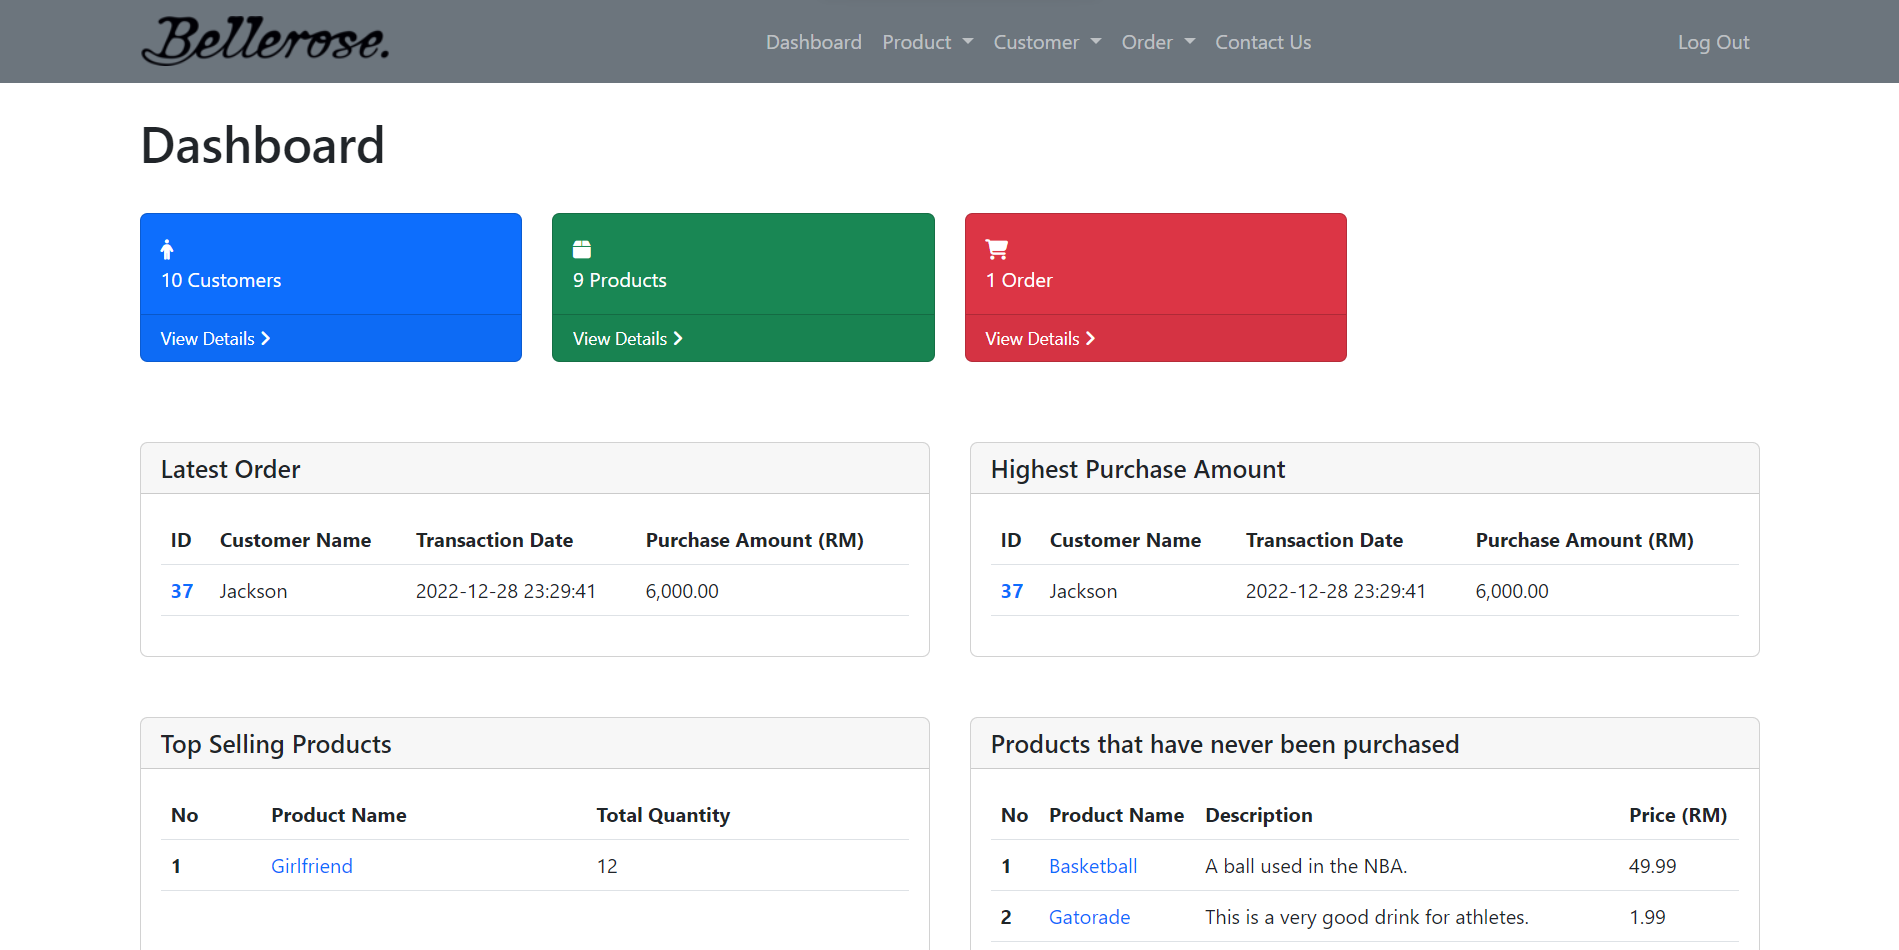 Bellerose.
Dashboard Product Customer Order Contact Us Log Out
Dashboard
10 Customers
View Details
9 Products
View Details
1 Order
View Details
Latest Order
ID Customer Name Transaction Date Purchase Amount (RM)
37 Jackson 2022-12-28 23:29:41 6,000.00
Highest Purchase Amount
ID Customer Name Transaction Date Purchase Amount (RM)
37 Jackson 2022-12-28 23:29:41 6,000.00
Top Selling Products
No Product Name Total Quantity
1 Girlfriend 12
Products that have never been purchased
No Product Name Description Price (RM)
1 Basketball A ball used in the NBA. 49.99
2 Gatorade This is a very good drink for athletes. 1.99